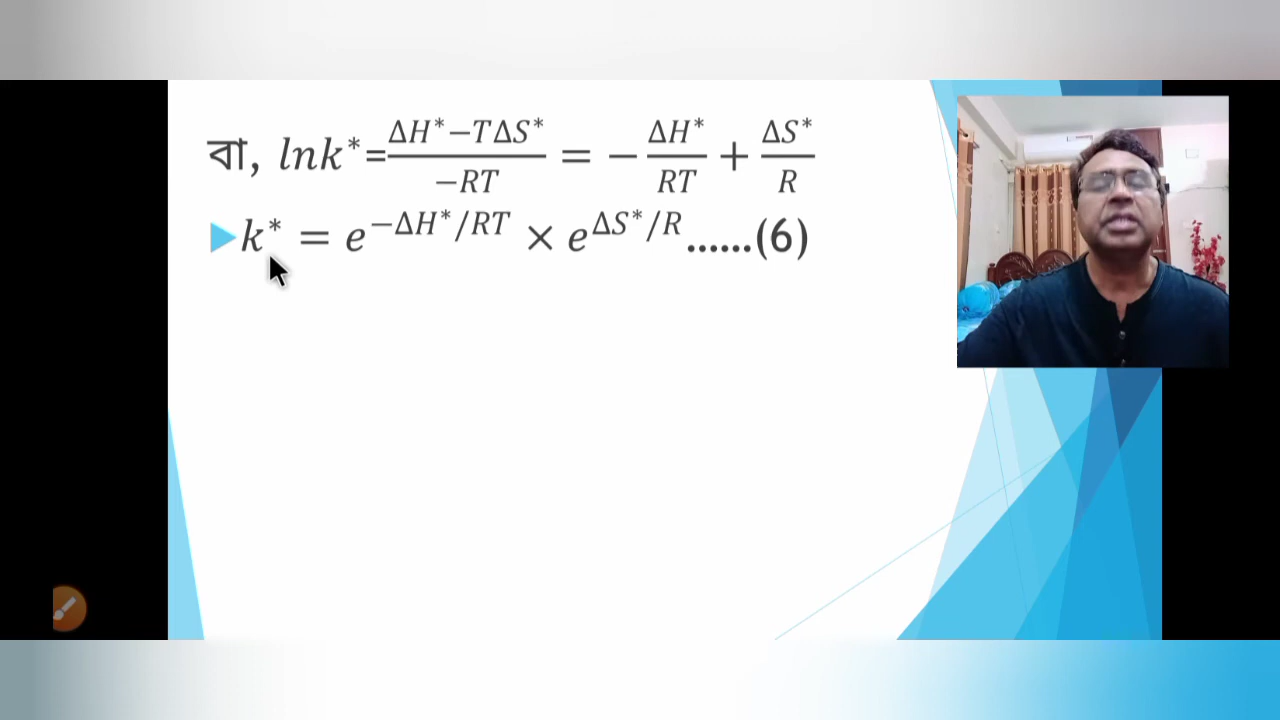 বা, lnk*=(ΔH*−TΔS*)/(−RT) = −ΔH*/RT + ΔS*/R
k* = e^(−ΔH*/RT) × e^(ΔS*/R)......(6)